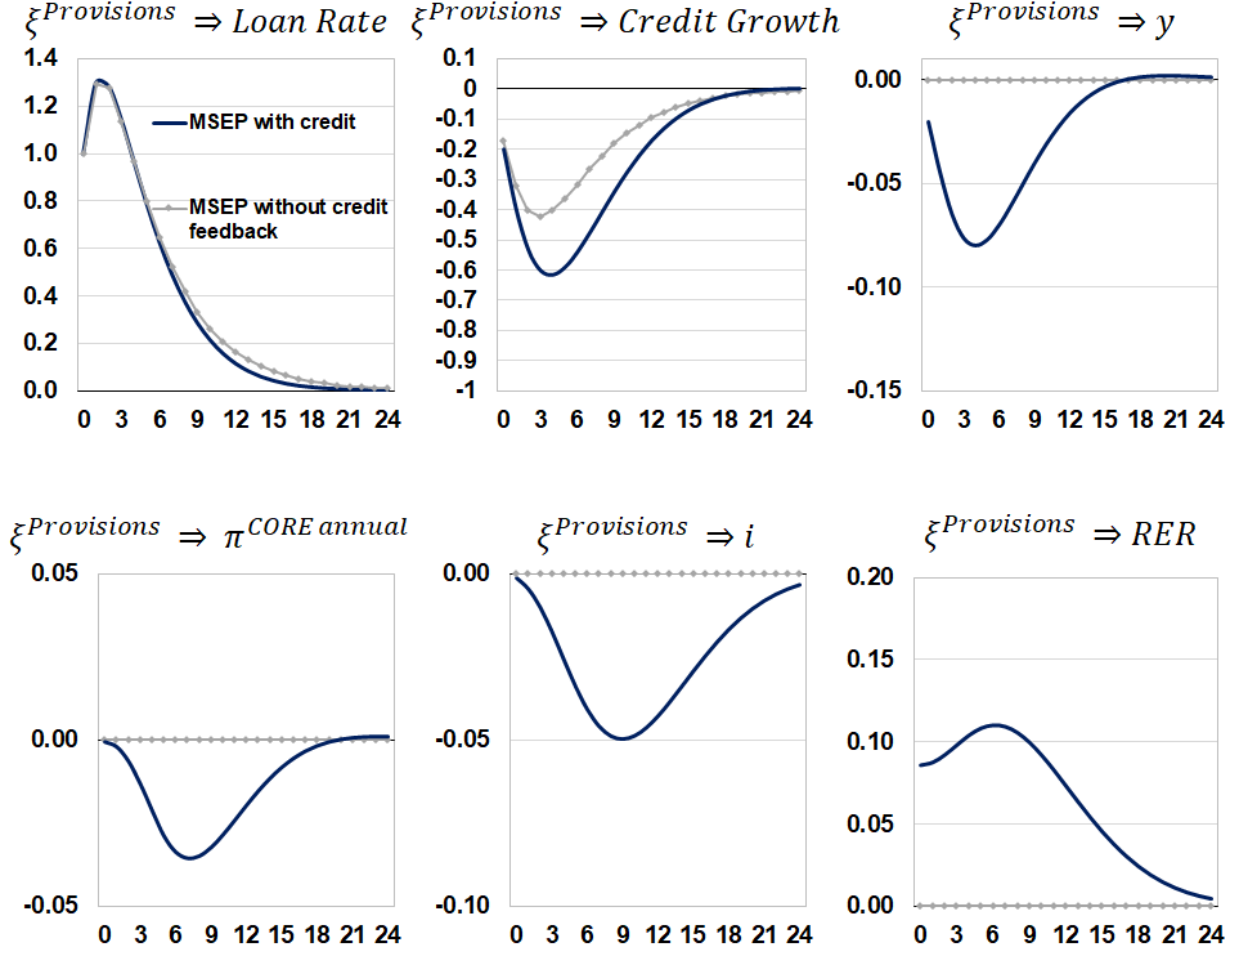 ξ^Provisions ⇒ Loan Rate
ξ^Provisions ⇒ Credit Growth
ξ^Provisions ⇒ y
1.4
1.2
1.0
0.8
0.6
0.4
0.2
0.0
MSEP with credit
MSEP without credit
feedback
0 3 6 9 12 15 18 21 24
0.1
0
-0.1
-0.2
-0.3
-0.4
-0.5
-0.6
-0.7
-0.8
-0.9
-1
0 3 6 9 12 15 18 21 24
0.00
-0.05
-0.10
-0.15
0 3 6 9 12 15 18 21 24
ξ^Provisions ⇒ π^CORE annual
ξ^Provisions ⇒ i
ξ^Provisions ⇒ RER
0.05
0.00
-0.05
0 3 6 9 12 15 18 21 24
0.00
-0.05
-0.10
0 3 6 9 12 15 18 21 24
0.20
0.15
0.10
0.05
0.00
0 3 6 9 12 15 18 21 24